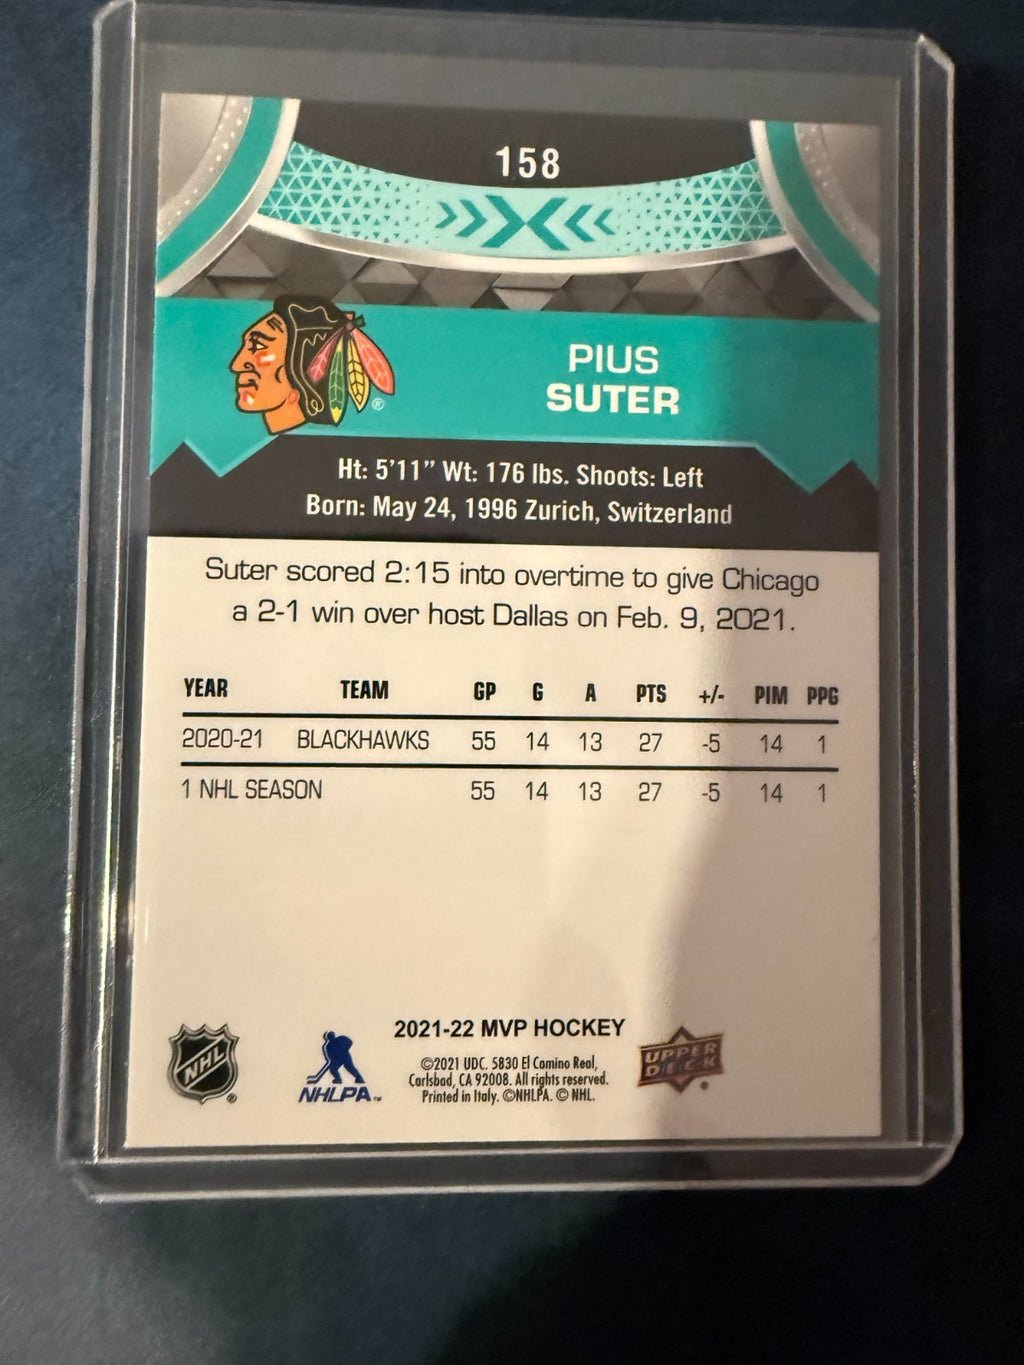 158
PIUS
SUTER
Ht: 5'11" Wt: 176 lbs. Shoots: Left
Born: May 24, 1996 Zurich, Switzerland
Suter scored 2:15 into overtime to give Chicago
a 2-1 win over host Dallas on Feb. 9, 2021.
YEAR TEAM GP G A PTS +/- PIM PPG
2020-21 BLACKHAWKS 55 14 13 27 -5 14 1
1 NHL SEASON 55 14 13 27 -5 14 1
2021-22 MVP HOCKEY
©2021 UDC. 5830 El Camino Real,
Carlsbad, CA 92008. All rights reserved.
Printed in Italy. ©NHLPA. © NHL.
NHL
NHLPA™
UPPER
DECK